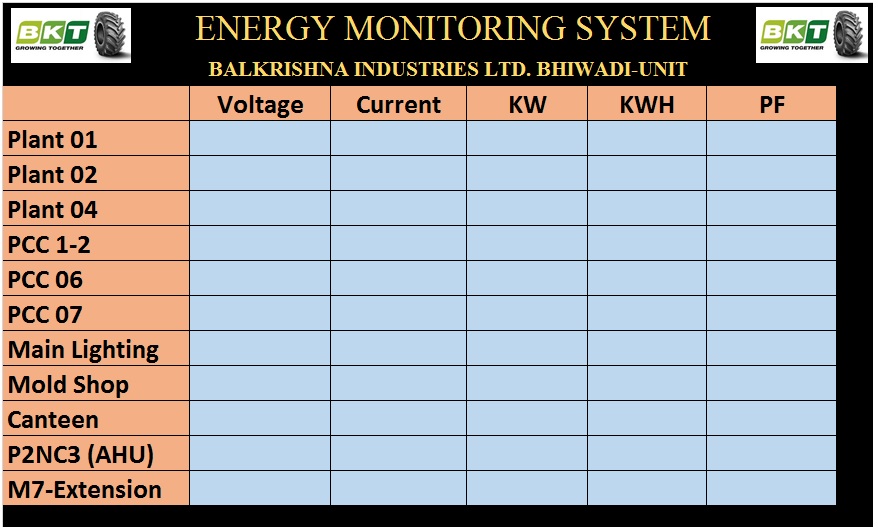 BKT
GROWING TOGETHER
ENERGY MONITORING SYSTEM
BKT
GROWING TOGETHER
BALKRISHNA INDUSTRIES LTD. BHIWADI-UNIT
Voltage Current KW KWH PF
Plant 01
Plant 02
Plant 04
PCC 1-2
PCC 06
PCC 07
Main Lighting
Mold Shop
Canteen
P2NC3 (AHU)
M7-Extension